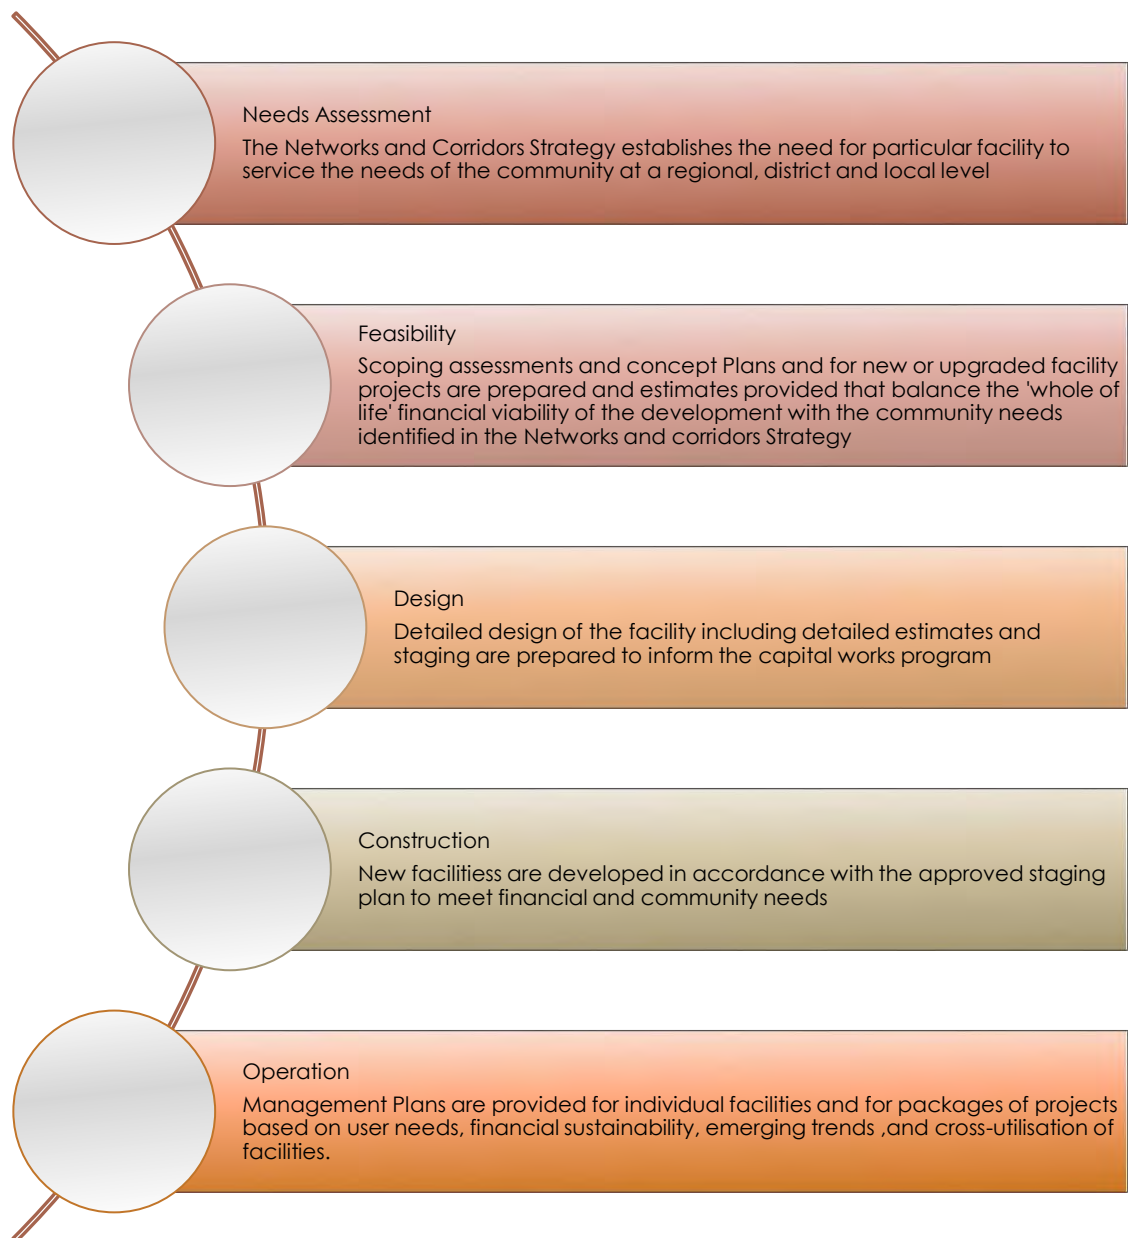 Needs Assessment
The Networks and Corridors Strategy establishes the need for particular facility to
service the needs of the community at a regional, district and local level
Feasibility
Scoping assessments and concept Plans and for new or upgraded facility
projects are prepared and estimates provided that balance the 'whole of
life' financial viability of the development with the community needs
identified in the Networks and corridors Strategy
Design
Detailed design of the facility including detailed estimates and
staging are prepared to inform the capital works program
Construction
New facilitiess are developed in accordance with the approved staging
plan to meet financial and community needs
Operation
Management Plans are provided for individual facilities and for packages of projects
based on user needs, financial sustainability, emerging trends ,and cross-utilisation of
facilities.